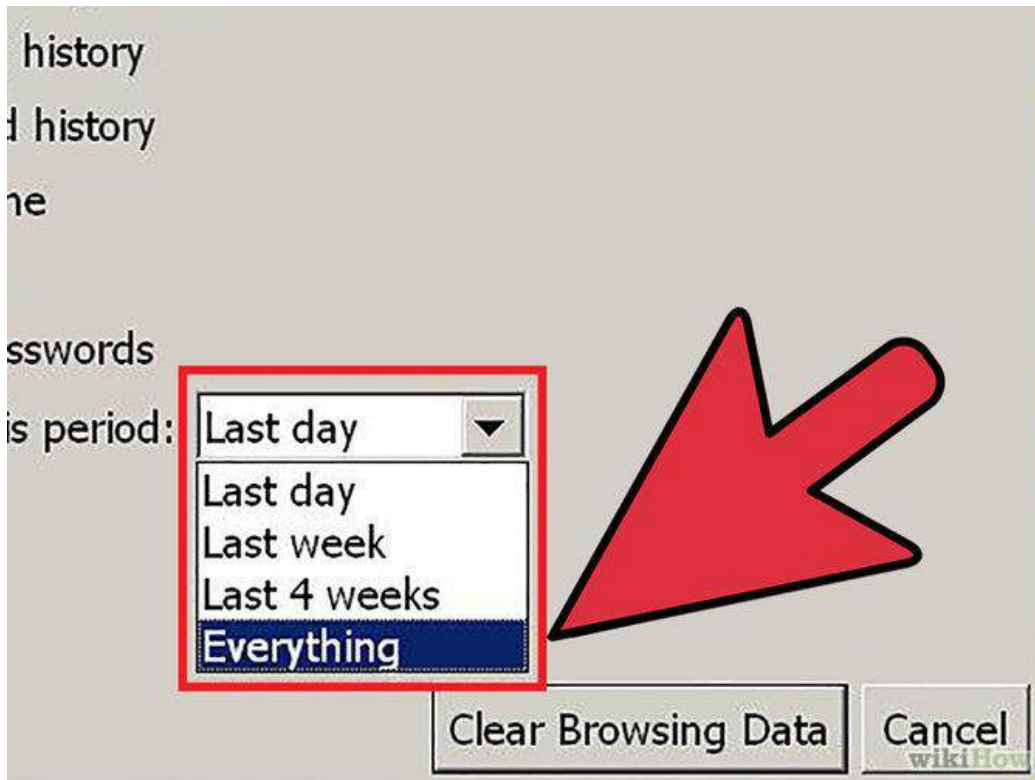 history
d history
he
sswords
is period: Last day
Last day
Last week
Last 4 weeks
Everything
Clear Browsing Data Cancel
wikiHow